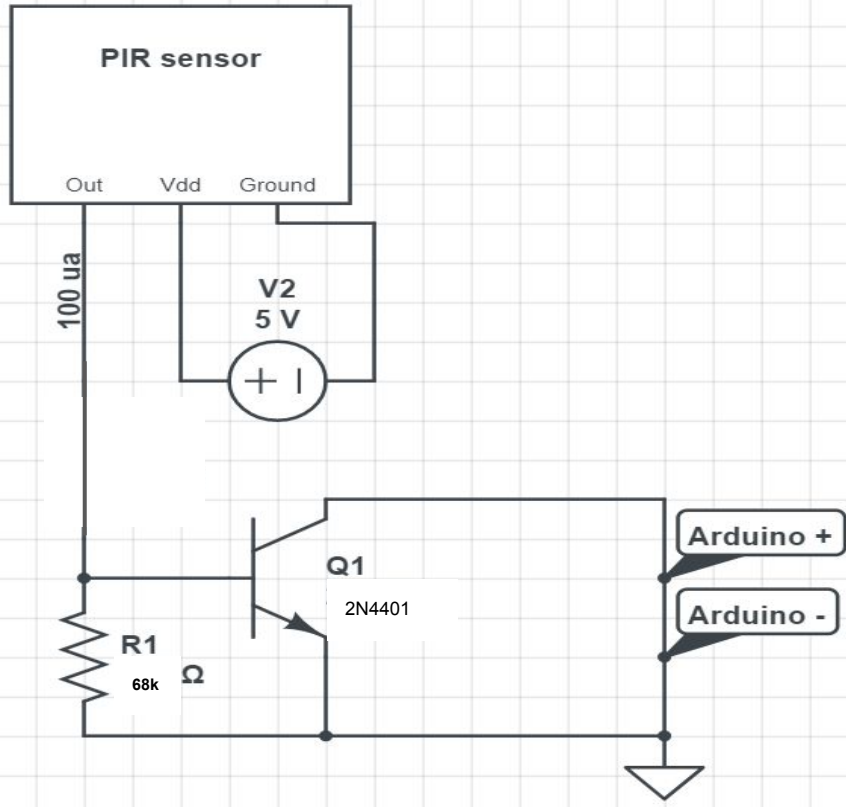 PIR sensor
Out Vdd Ground
100 ua
V2
5 V
+ -
Arduino +
Q1
2N4401
Arduino -
R1
68k Ω